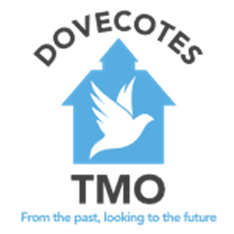 DOVECOTES
TMO
From the past, looking to the future